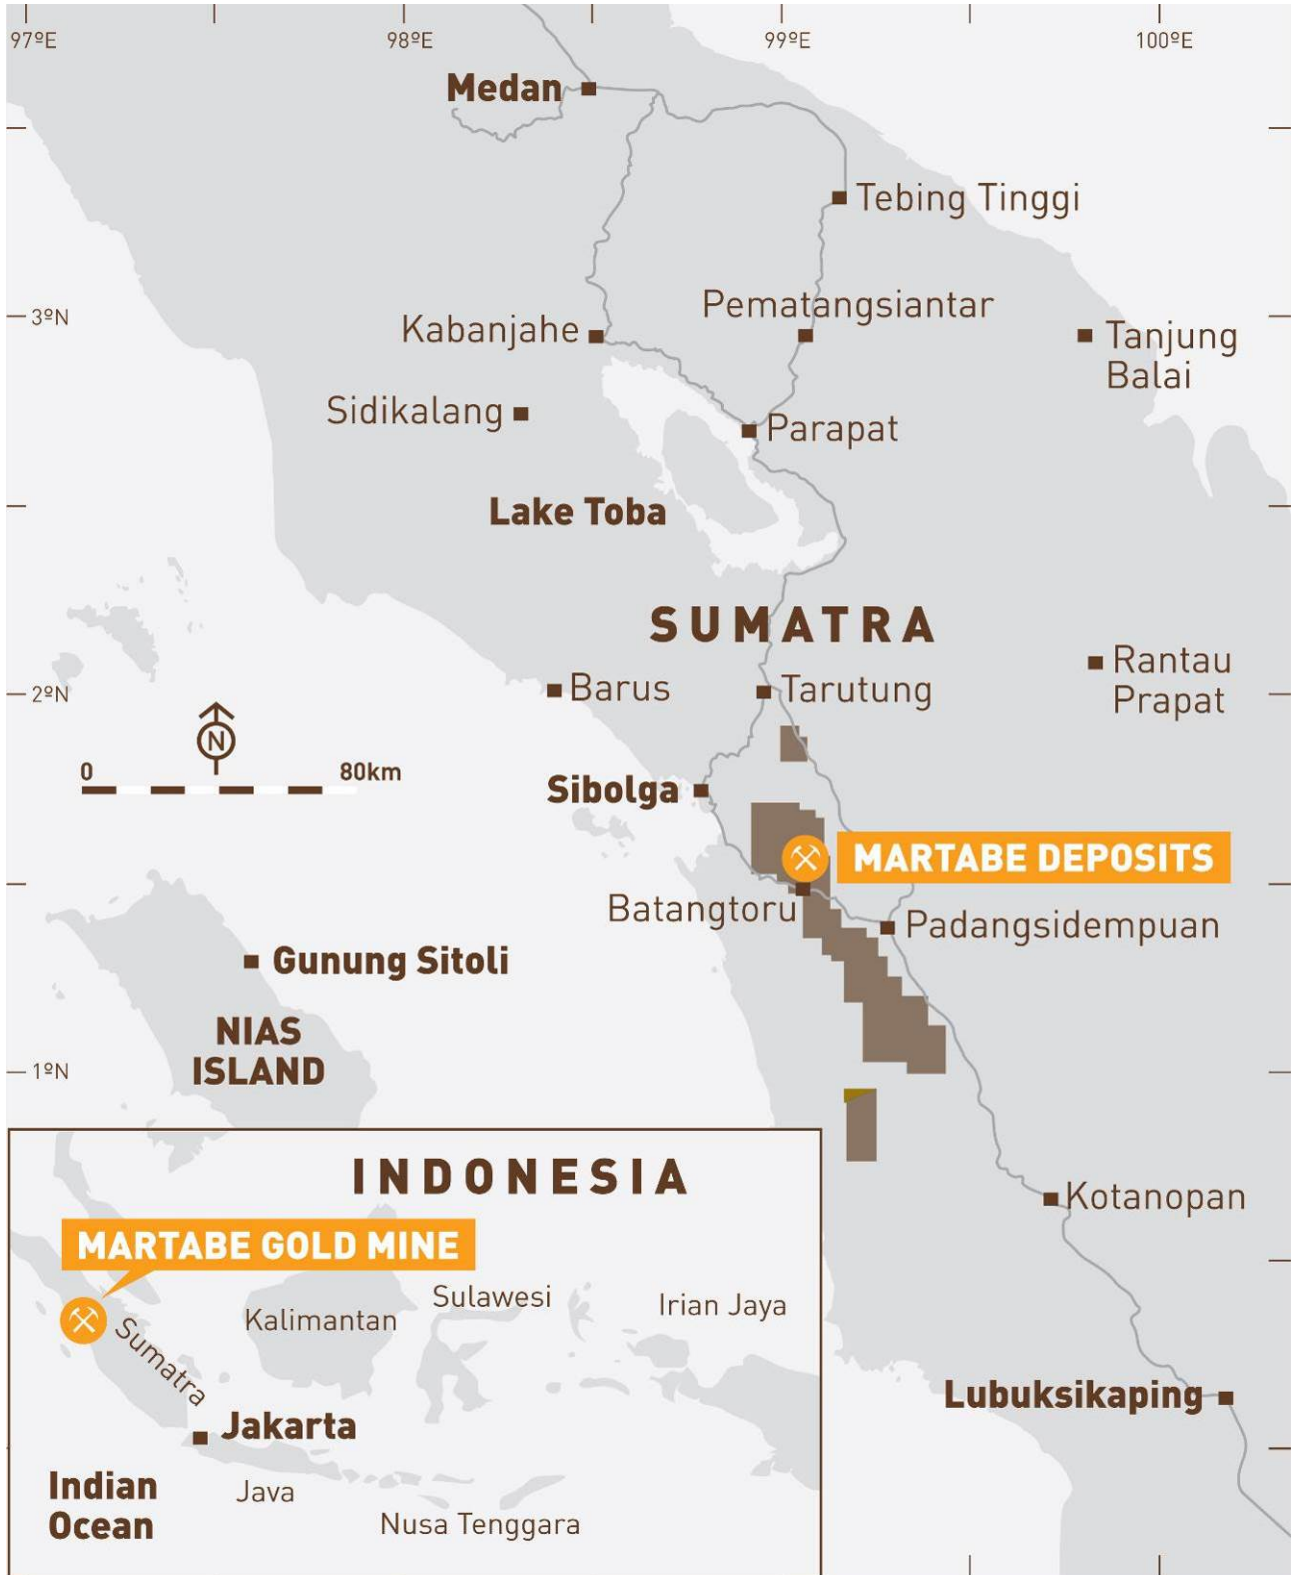 97ºE
98ºE
99ºE
100ºE
Medan
Tebing Tinggi
3ºN
Pematangsiantar
Kabanjahe
Tanjung
Balai
Sidikalang
Parapat
Lake Toba
SUMATRA
Rantau
Prapat
2ºN
Barus
Tarutung
N
0
80km
Sibolga
MARTABE DEPOSITS
Batangtoru
Padangsidempuan
Gunung Sitoli
NIAS
ISLAND
1ºN
Kotanopan
Lubuksikaping
INDONESIA
MARTABE GOLD MINE
Sumatra
Kalimantan
Sulawesi
Irian Jaya
Jakarta
Indian
Ocean
Java
Nusa Tenggara